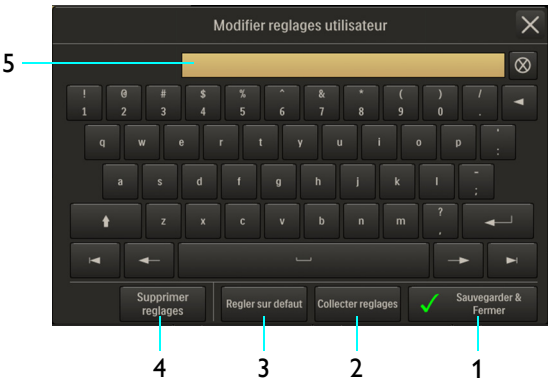 Modifier reglages utilisateur
5
! @ # $ % ^ & * ( ) /
1 2 3 4 5 6 7 8 9 0 .
q w e r t y u i o p ' :
a s d f g h j k l ~ ;
z x c v b n m ? ,
Supprimer reglages
Regler sur defaut
Collecter reglages
Sauvegarder & Fermer
4 3 2 1